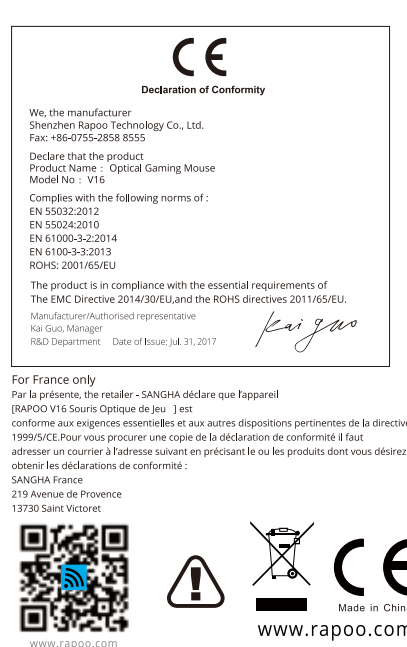 CE
Declaration of Conformity
We, the manufacturer
Shenzhen Rapoo Technology Co., Ltd.
Fax: +86-0755-2858 8555
Declare that the product
Product Name : Optical Gaming Mouse
Model No : V16
Complies with the following norms of :
EN 55032:2012
EN 55024:2010
EN 61000-3-2:2014
EN 6100-3-3:2013
ROHS: 2001/65/EU
The product is in compliance with the essential requirements of
The EMC Directive 2014/30/EU,and the ROHS directives 2011/65/EU.
Manufacturer/Authorised representative
Kai Guo, Manager
R&D Department Date of Issue: Jul. 31, 2017
Kai guo
For France only
Par la présente, the retailer - SANGHA déclare que l'appareil
[RAPOO V16 Souris Optique de Jeu ] est
conforme aux exigences essentielles et aux autres dispositions pertinentes de la directive
1999/5/CE.Pour vous procurer une copie de la déclaration de conformité il faut
adresser un courrier à l'adresse suivant en précisant le ou les produits dont vous désirez
obtenir les déclarations de conformité :
SANGHA France
219 Avenue de Provence
13730 Saint Victoret
CE
Made in China
www.rapoo.com
www.rapoo.com